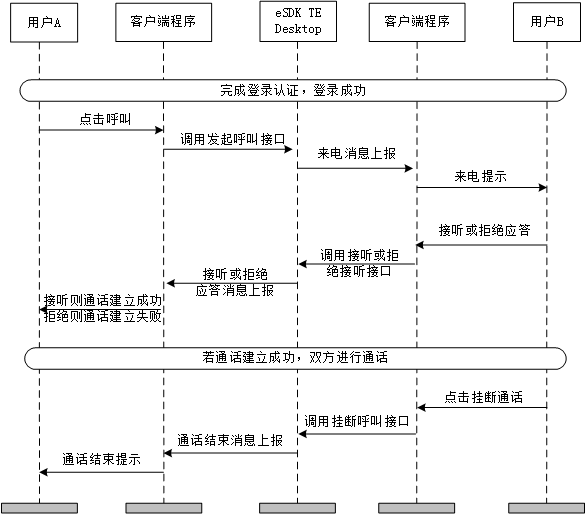 用户A
客户端程序
eSDK TE
Desktop
客户端程序
用户B
完成登录认证，登录成功
点击呼叫
调用发起呼叫接口
来电消息上报
来电提示
接听或拒绝应答
调用接听或拒
绝接听接口
接听或拒绝
应答消息上报
接听则通话建立成功
拒绝则通话建立失败
若通话建立成功，双方进行通话
点击挂断通话
调用挂断呼叫接口
通话结束消息上报
通话结束提示